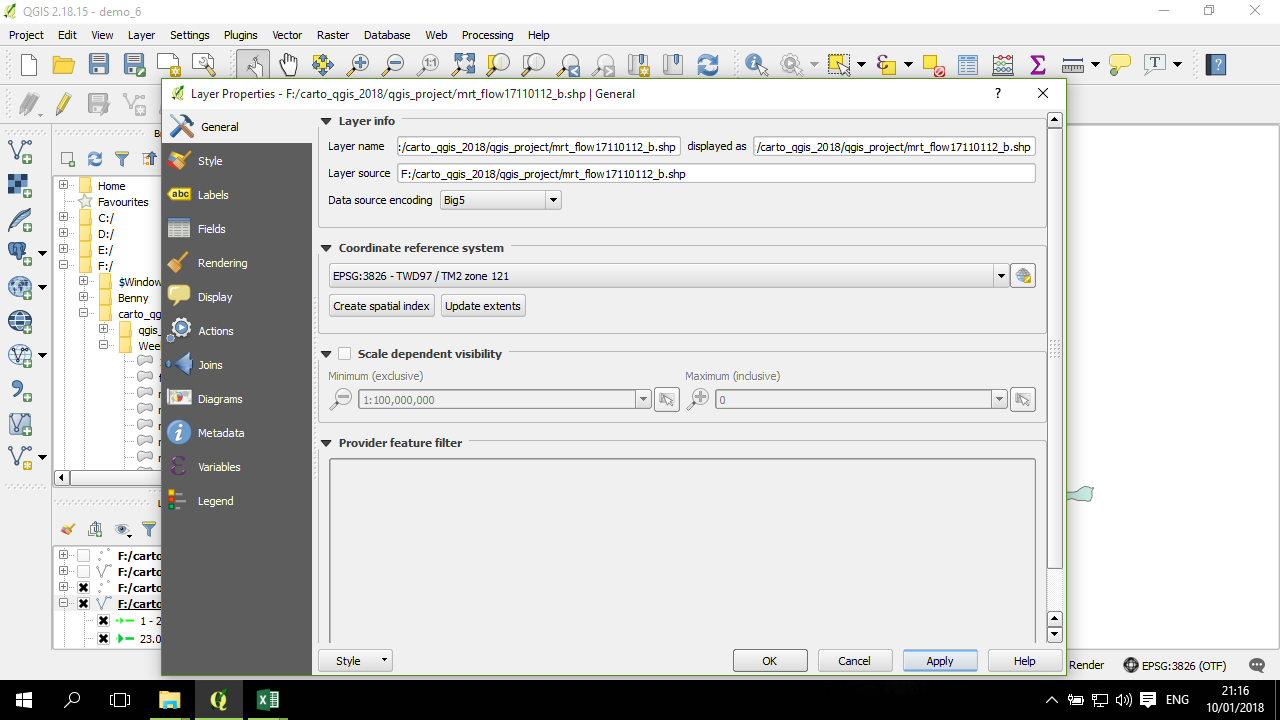 QGIS 2.18.15 - demo_6
Project Edit View Layer Settings Plugins Vector Raster Database Web Processing Help
Layer Properties - F:/carto_qgis_2018/qgis_project/mrt_flow17110112_b.shp | General
General
Style
Labels
Fields
Rendering
Display
Actions
Joins
Diagrams
Metadata
Variables
Legend
Layer info
Layer name :/carto_qgis_2018/qgis_project/mrt_flow17110112_b.shp displayed as /carto_qgis_2018/qgis_project/mrt_flow17110112_b.shp
Layer source F:/carto_qgis_2018/qgis_project/mrt_flow17110112_b.shp
Data source encoding Big5
Coordinate reference system
EPSG:3826 - TWD97 / TM2 zone 121
Create spatial index Update extents
Scale dependent visibility
Minimum (exclusive) Maximum (inclusive)
1:100,000,000 0
Provider feature filter
Style OK Cancel Apply Help
Home
Favourites
C:/
D:/
E:/
F:/
$Window
Benny
carto_qg
qgis_
Wee
F:/carto
F:/carto
F:/carto
F:/carto
1 - 2
23.0
Render EPSG:3826 (OTF)
ENG
21:16
10/01/2018